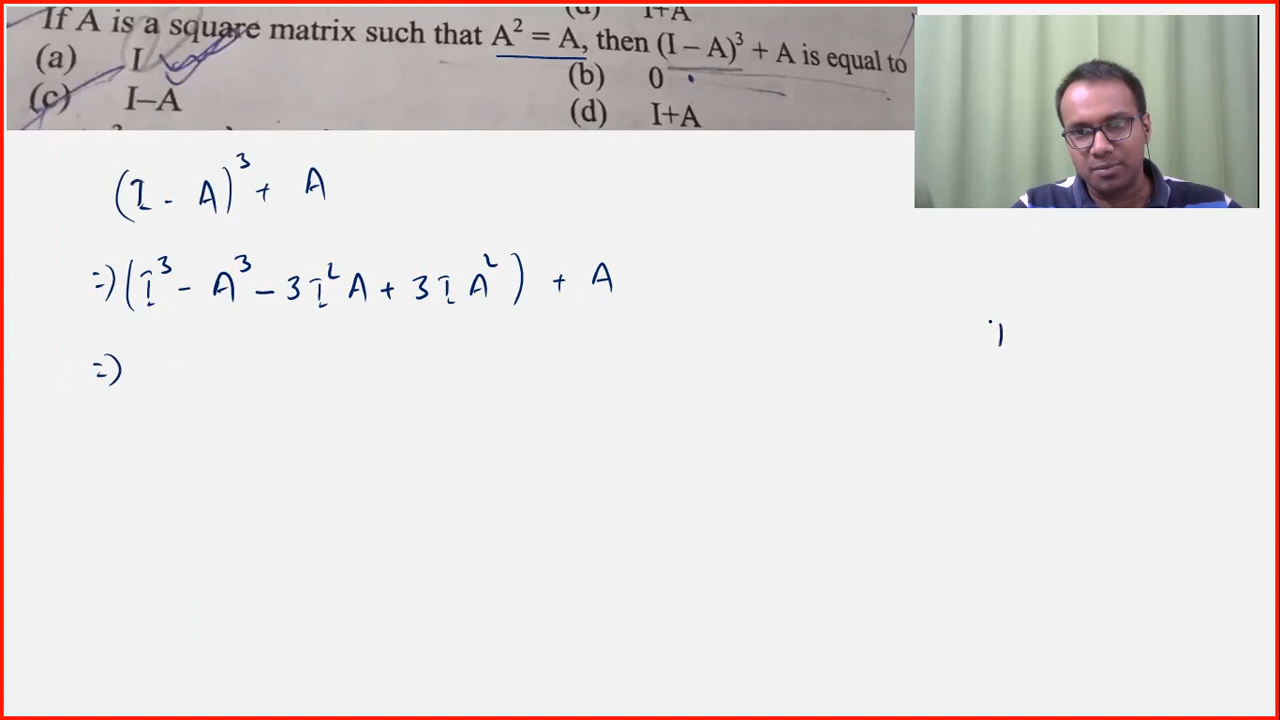 (d) I+A
If A is a square matrix such that A² = A, then (I – A)³ + A is equal to
(a) I
(b) 0
(c) I–A
(d) I+A
(I - A)³ + A
=) (I³ - A³ - 3I²A + 3IA²) + A
=)